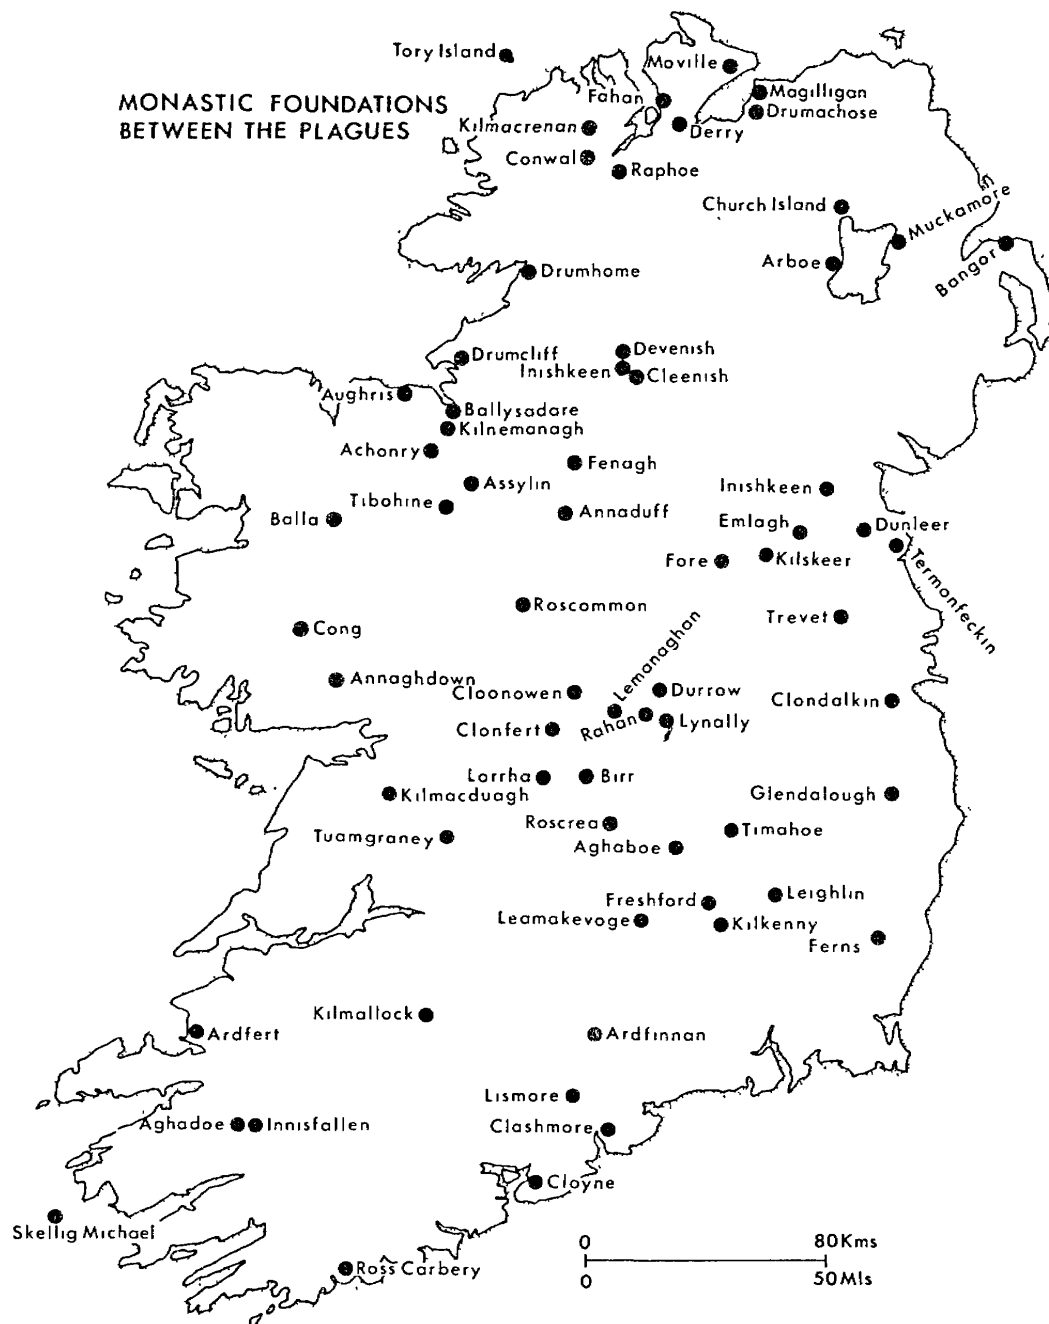 Tory Island
Moville
MONASTIC FOUNDATIONS
BETWEEN THE PLAGUES
Fahan
Magilligan
Drumachose
Kilmacrenan
Derry
Conwal
Raphoe
Church Island
Muckamore
Arboe
Bangor
Drumhome
Drumcliff
Devenish
Inishkeen
Cleenish
Aughris
Ballysadare
Kilnemanagh
Achonry
Fenagh
Assylin
Inishkeen
Tibohine
Balla
Annaduff
Emlagh
Dunleer
Fore
Kilskeer
Termonfeckin
Roscommon
Trevet
Cong
Lemanaghan
Annaghdown
Cloonowen
Durrow
Clondalkin
Clonfert
Rahan
Lynally
Lorrha
Birr
Kilmacduagh
Glendalough
Roscrea
Timahoe
Tuamgraney
Aghaboe
Leighlin
Freshford
Leamakevoge
Kilkenny
Ferns
Kilmallock
Ardfert
Ardfinnan
Lismore
Aghadoe
Innisfallen
Clashmore
Cloyne
Skellig Michael
0 80Kms
Ross Carbery
0 50Mls